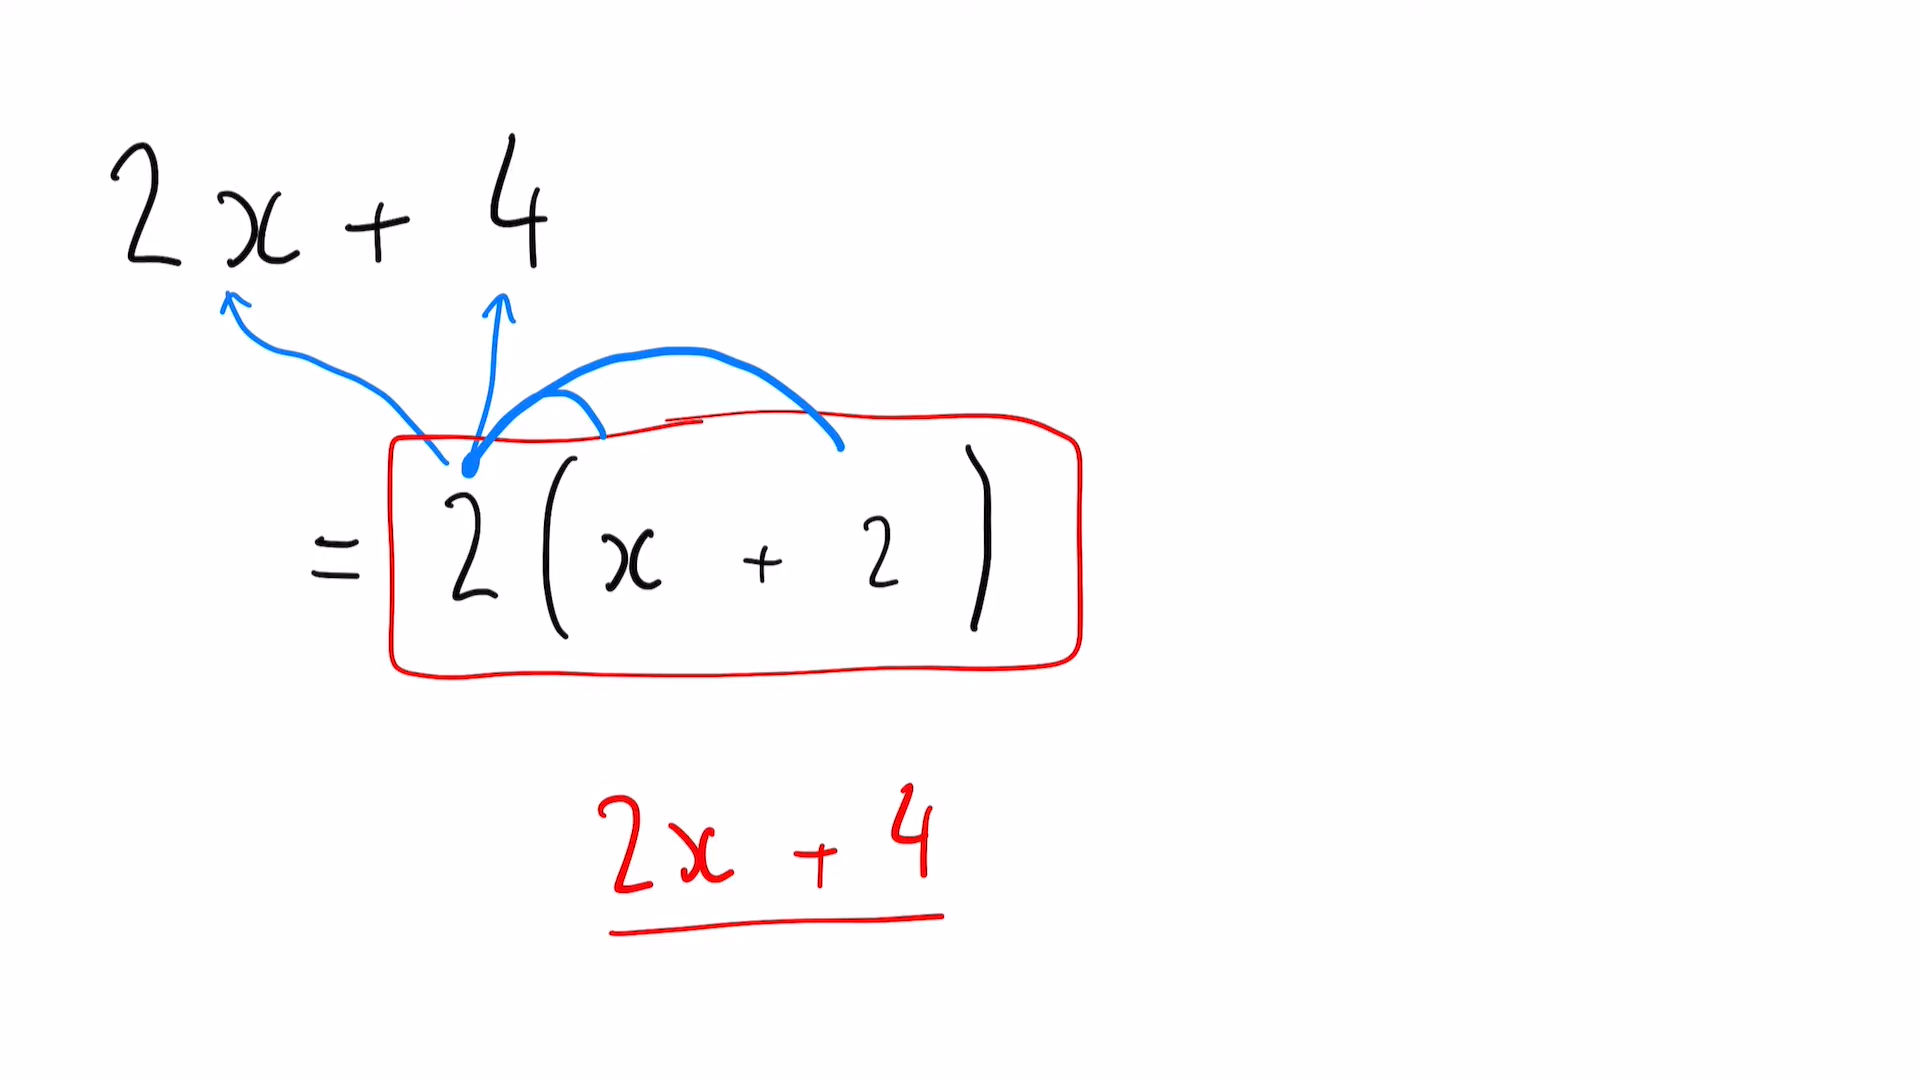 2x + 4
= 2(x + 2)
2x + 4